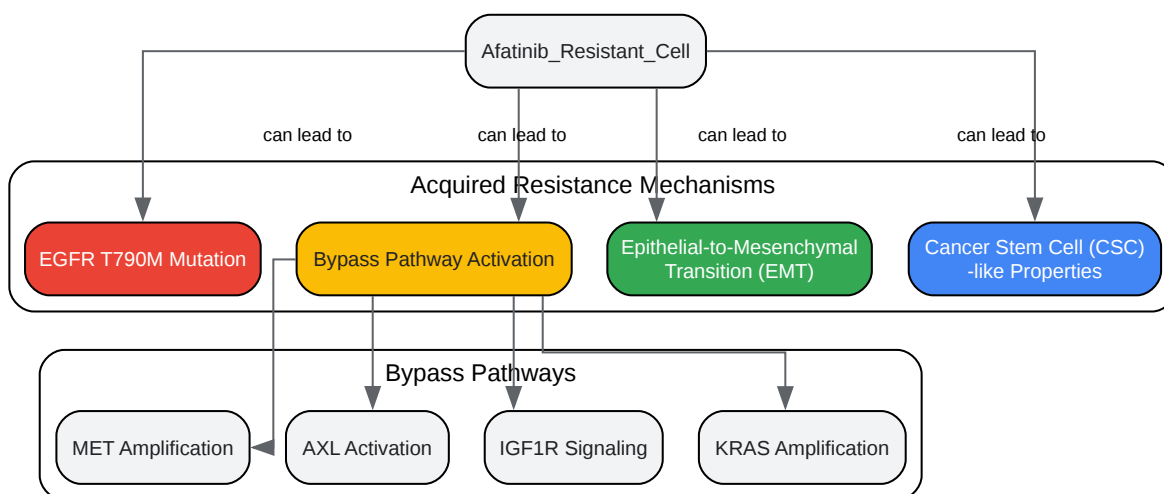 Afatinib_Resistant_Cell
can lead to
can lead to
can lead to
can lead to
Acquired Resistance Mechanisms
EGFR T790M Mutation
Bypass Pathway Activation
Epithelial-to-Mesenchymal
Transition (EMT)
Cancer Stem Cell (CSC)
-like Properties
Bypass Pathways
MET Amplification
AXL Activation
IGF1R Signaling
KRAS Amplification